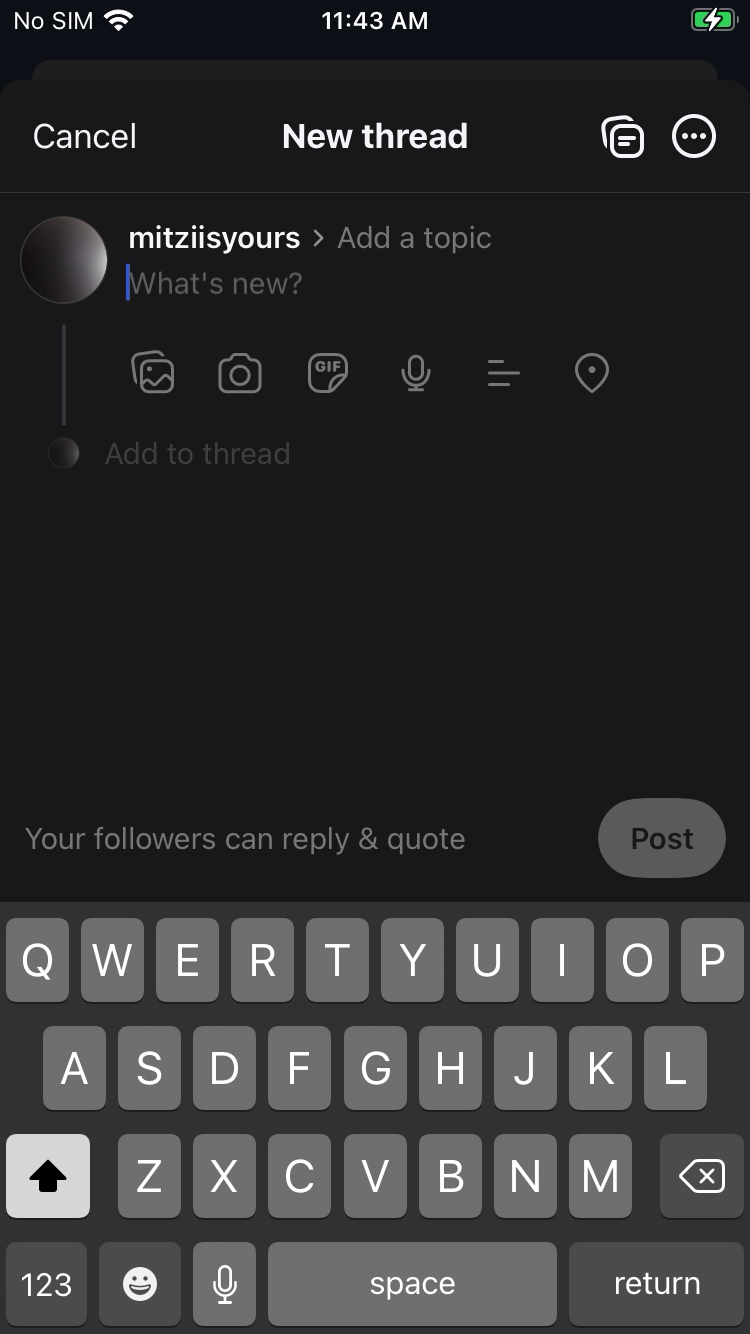 No SIM 11:43 AM
Cancel New thread
mitziisyours > Add a topic
What's new?
GIF
Add to thread
Your followers can reply & quote Post
Q W E R T Y U I O P
A S D F G H J K L
Z X C V B N M
123 space return